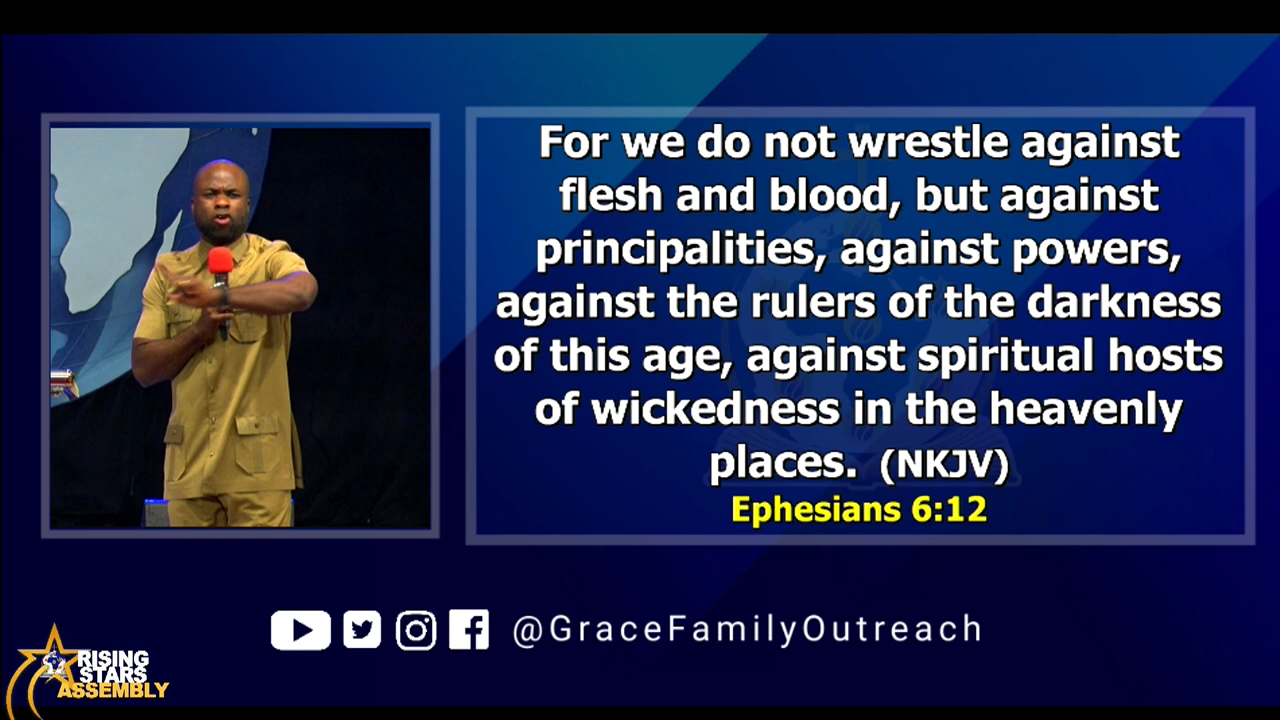 For we do not wrestle against
flesh and blood, but against
principalities, against powers,
against the rulers of the darkness
of this age, against spiritual hosts
of wickedness in the heavenly
places. (NKJV)
Ephesians 6:12
@GraceFamilyOutreach
RISING
STARS
ASSEMBLY